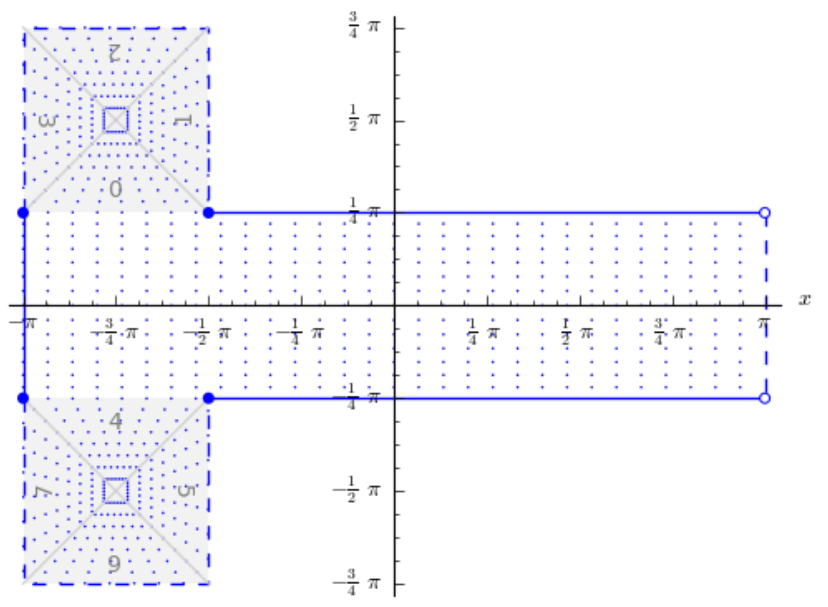 3/4 π
2
3
1
1/2 π
0
1/4 π
x
−π
−3/4 π
−1/2 π
−1/4 π
1/4 π
1/2 π
3/4 π
π
4
−1/4 π
7
5
−1/2 π
6
−3/4 π